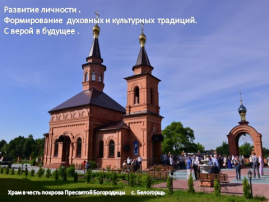 Развитие личности .
Формирование духовных и культурных традиций.
С верой в будущее .
Храм в честь покрова Пресвятой Богородицы с. Белогорье